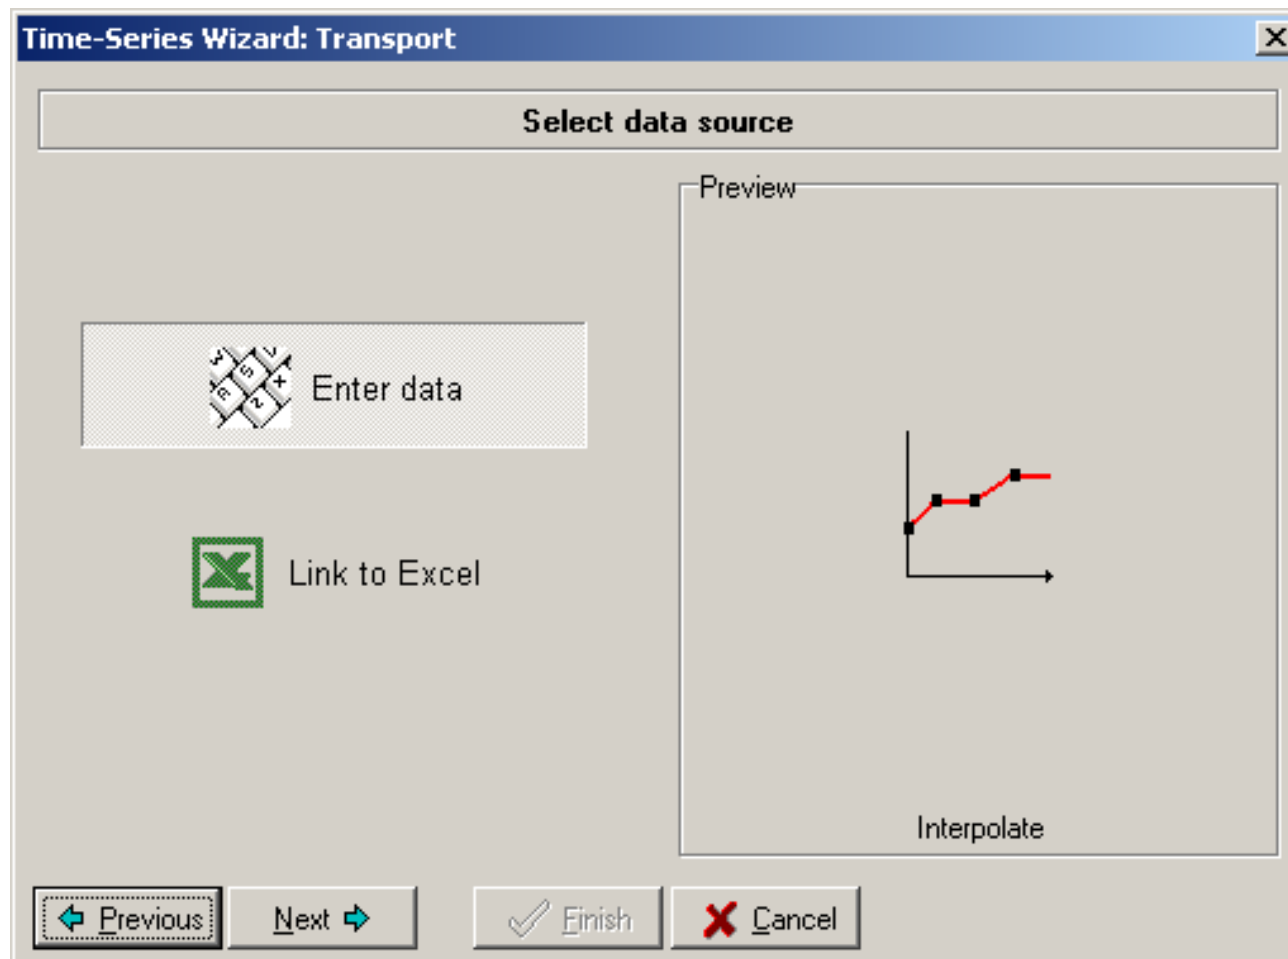 Time-Series Wizard: Transport
Select data source
Preview
Enter data
Link to Excel
Interpolate
Previous
Next
Finish
Cancel